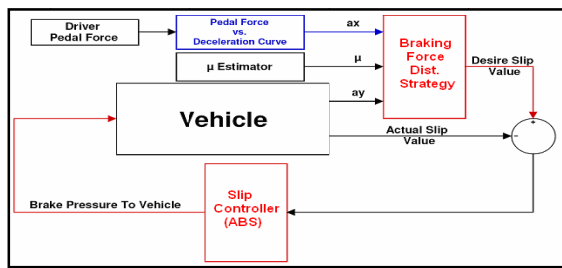 Driver
Pedal Force
Pedal Force
vs.
Deceleration Curve
ax
Braking
Force
Dist.
Strategy
μ Estimator
μ
Desire Slip
Value
ay
Vehicle
+
-
Actual Slip
Value
Slip
Controller
(ABS)
Brake Pressure To Vehicle